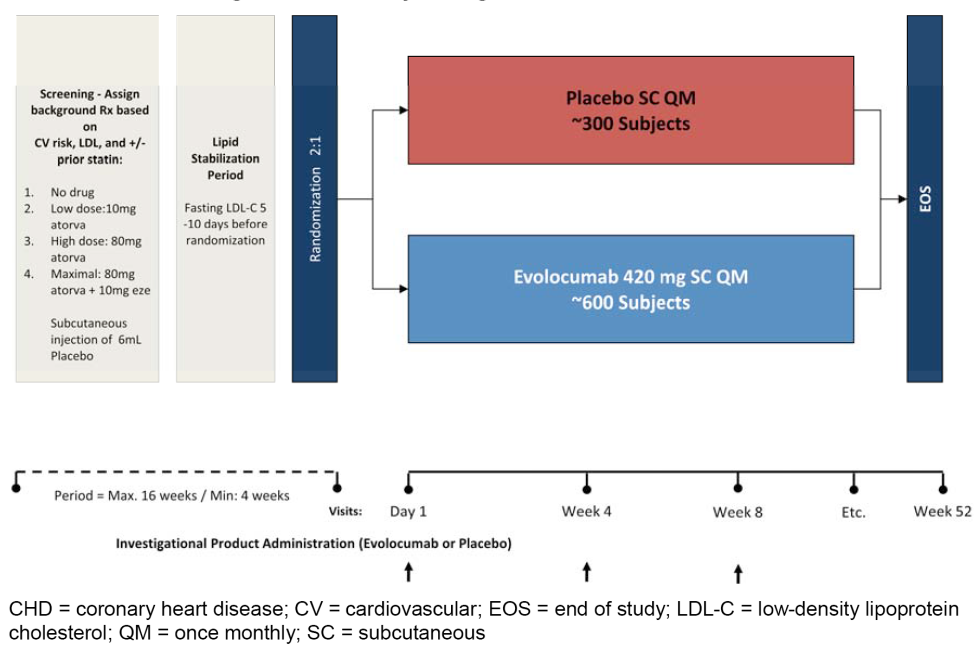 Screening - Assign
background Rx based
on
CV risk, LDL, and +/-
prior statin:
1. No drug
2. Low dose:10mg
atorva
3. High dose: 80mg
atorva
4. Maximal: 80mg
atorva + 10mg eze
Subcutaneous
injection of 6mL
Placebo
Lipid
Stabilization
Period
Fasting LDL-C 5
-10 days before
randomization
Randomization 2:1
Placebo SC QM
~300 Subjects
Evolocumab 420 mg SC QM
~600 Subjects
EOS
Period = Max. 16 weeks / Min: 4 weeks
Visits: Day 1 Week 4 Week 8 Etc. Week 52
Investigational Product Administration (Evolocumab or Placebo)
CHD = coronary heart disease; CV = cardiovascular; EOS = end of study; LDL-C = low-density lipoprotein
cholesterol; QM = once monthly; SC = subcutaneous